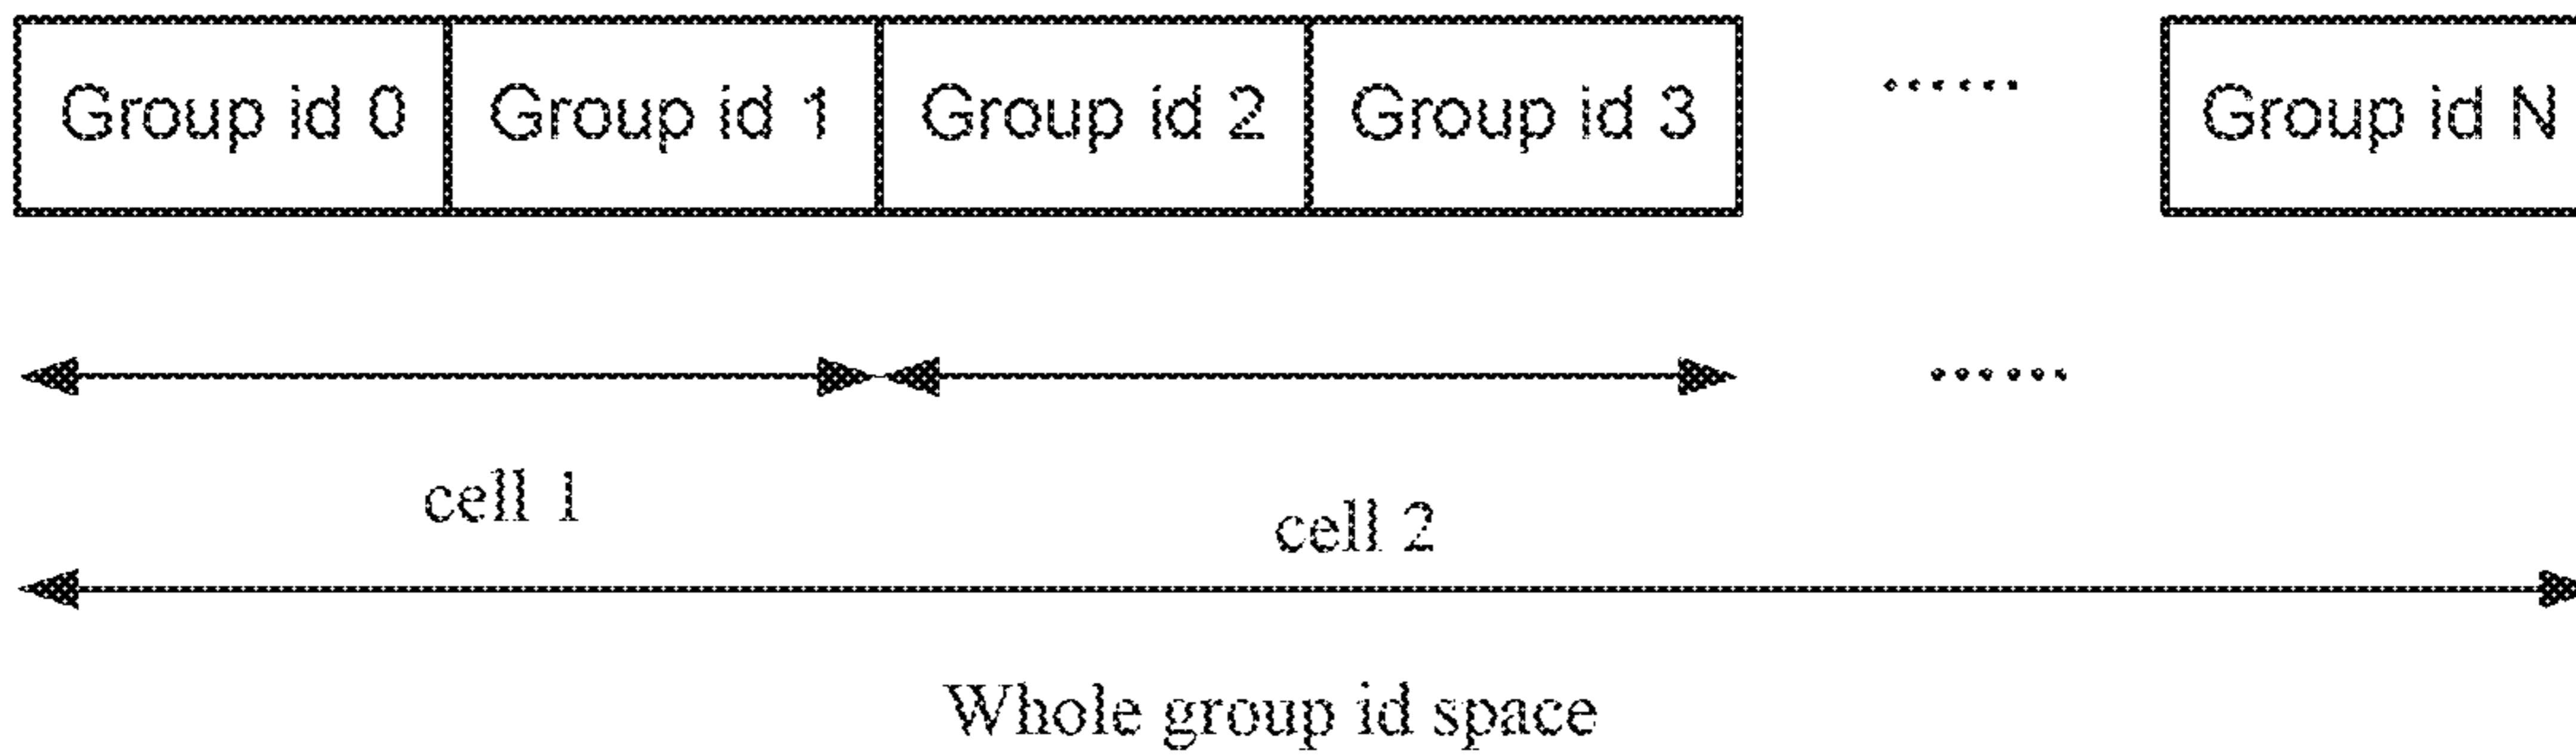 Group id 0 Group id 1 Group id 2 Group id 3 ...... Group id N
......
cell 1
cell 2
Whole group id space